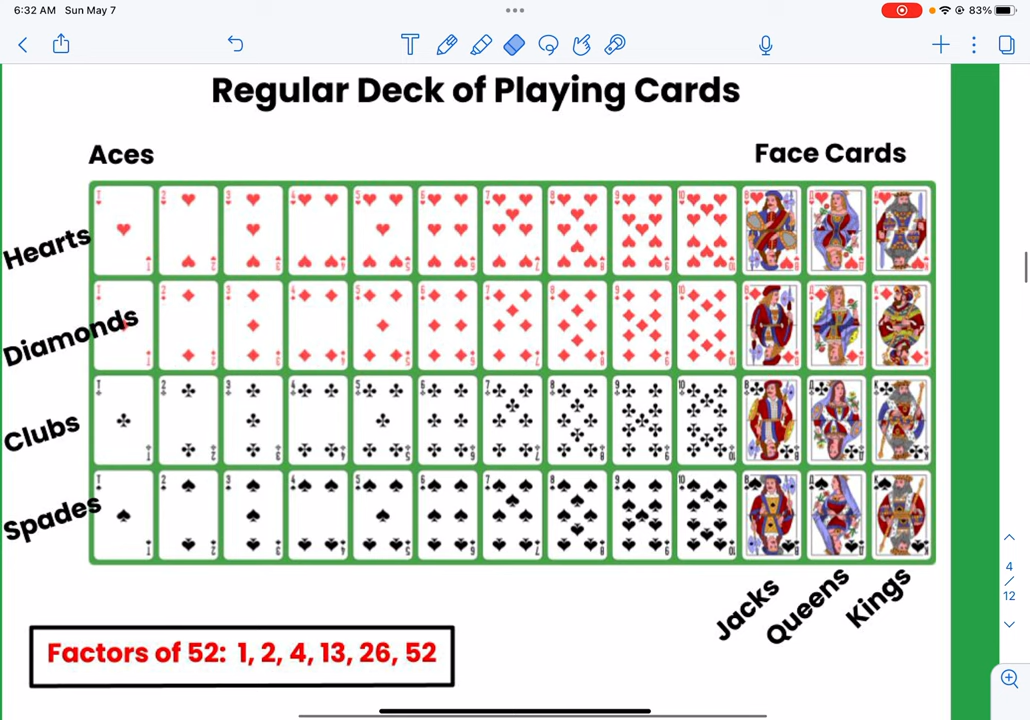 6:32 AM Sun May 7
83%
Regular Deck of Playing Cards
Aces
Face Cards
Hearts
Diamonds
Clubs
Spades
Jacks
Queens
Kings
4
/
12
Factors of 52: 1, 2, 4, 13, 26, 52